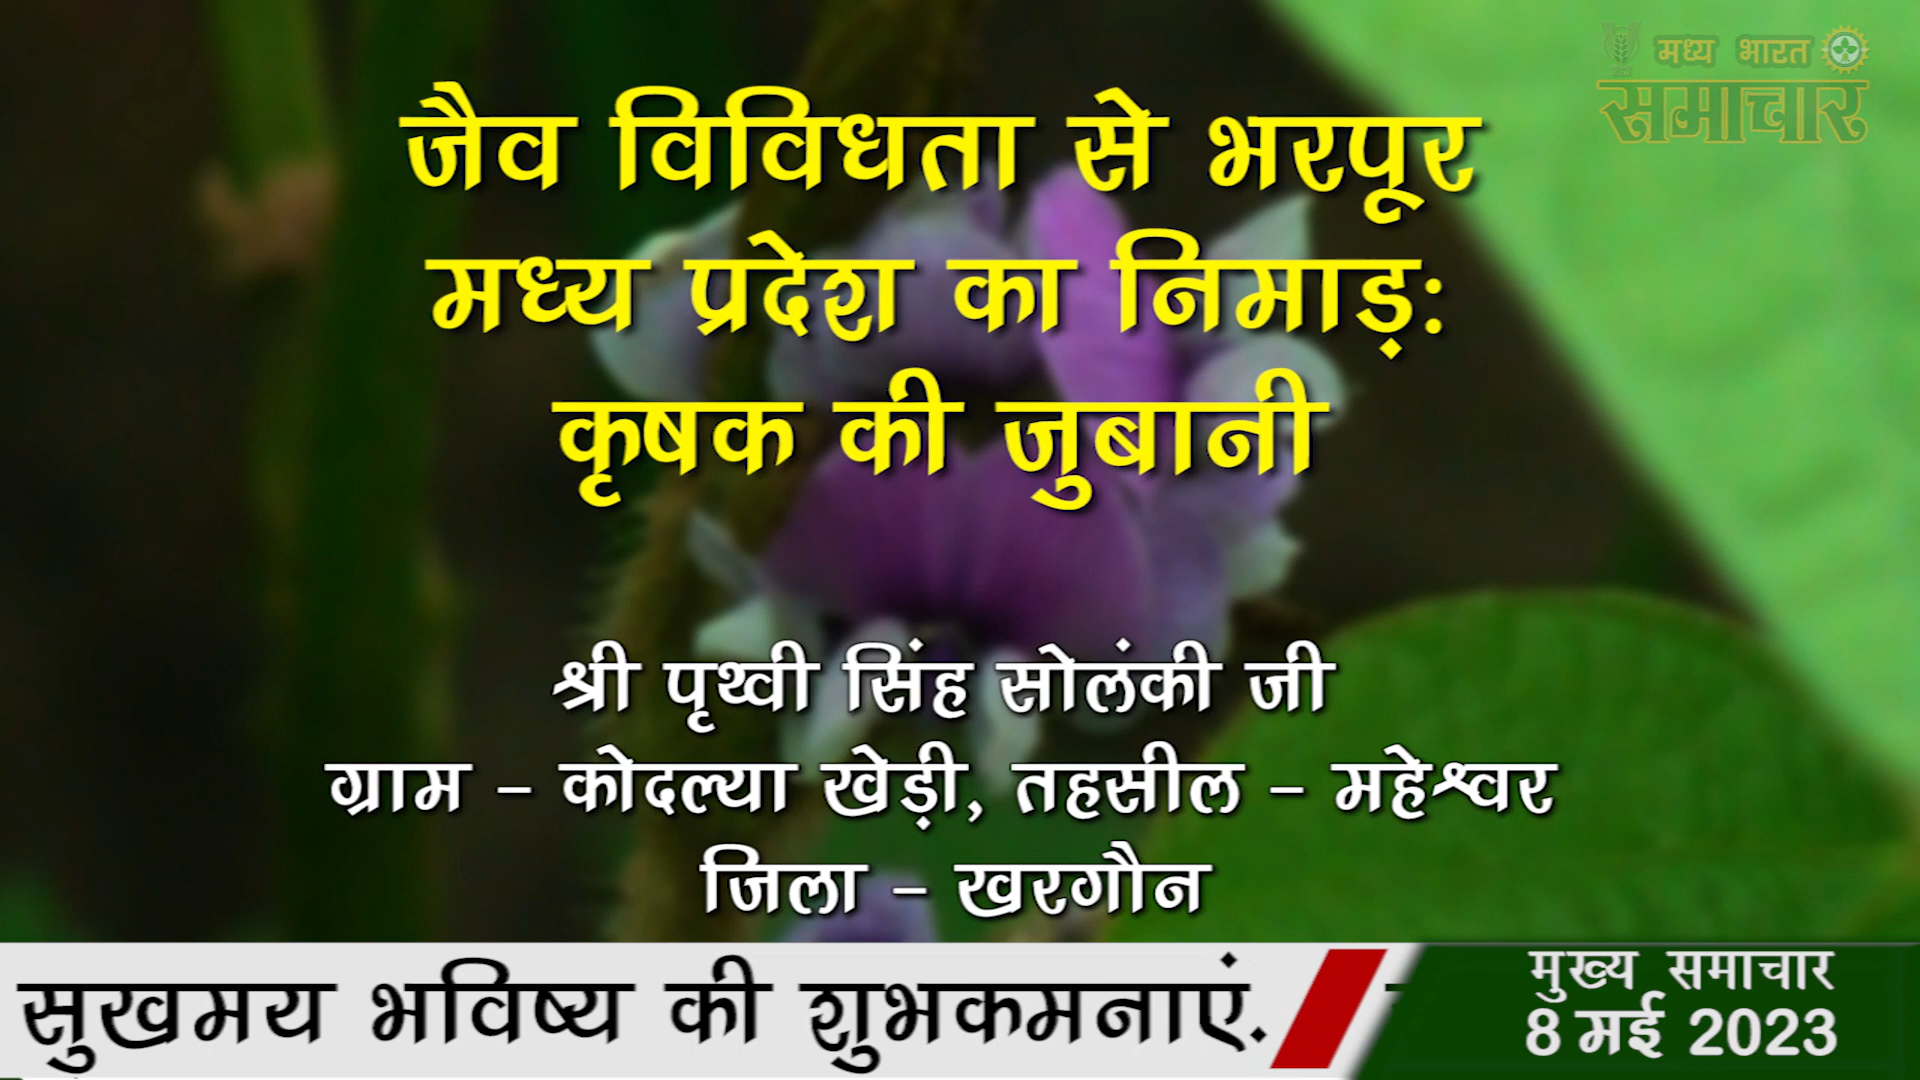 मध्य भारत
समाचार
जैव विविधता से भरपूर
मध्य प्रदेश का निमाड़:
कृषक की जुबानी
श्री पृथ्वी सिंह सोलंकी जी
ग्राम - कोदल्या खेड़ी, तहसील - महेश्वर
जिला - खरगौन
सुखमय भविष्य की शुभकमनाएं.
मुख्य समाचार
8 मई 2023